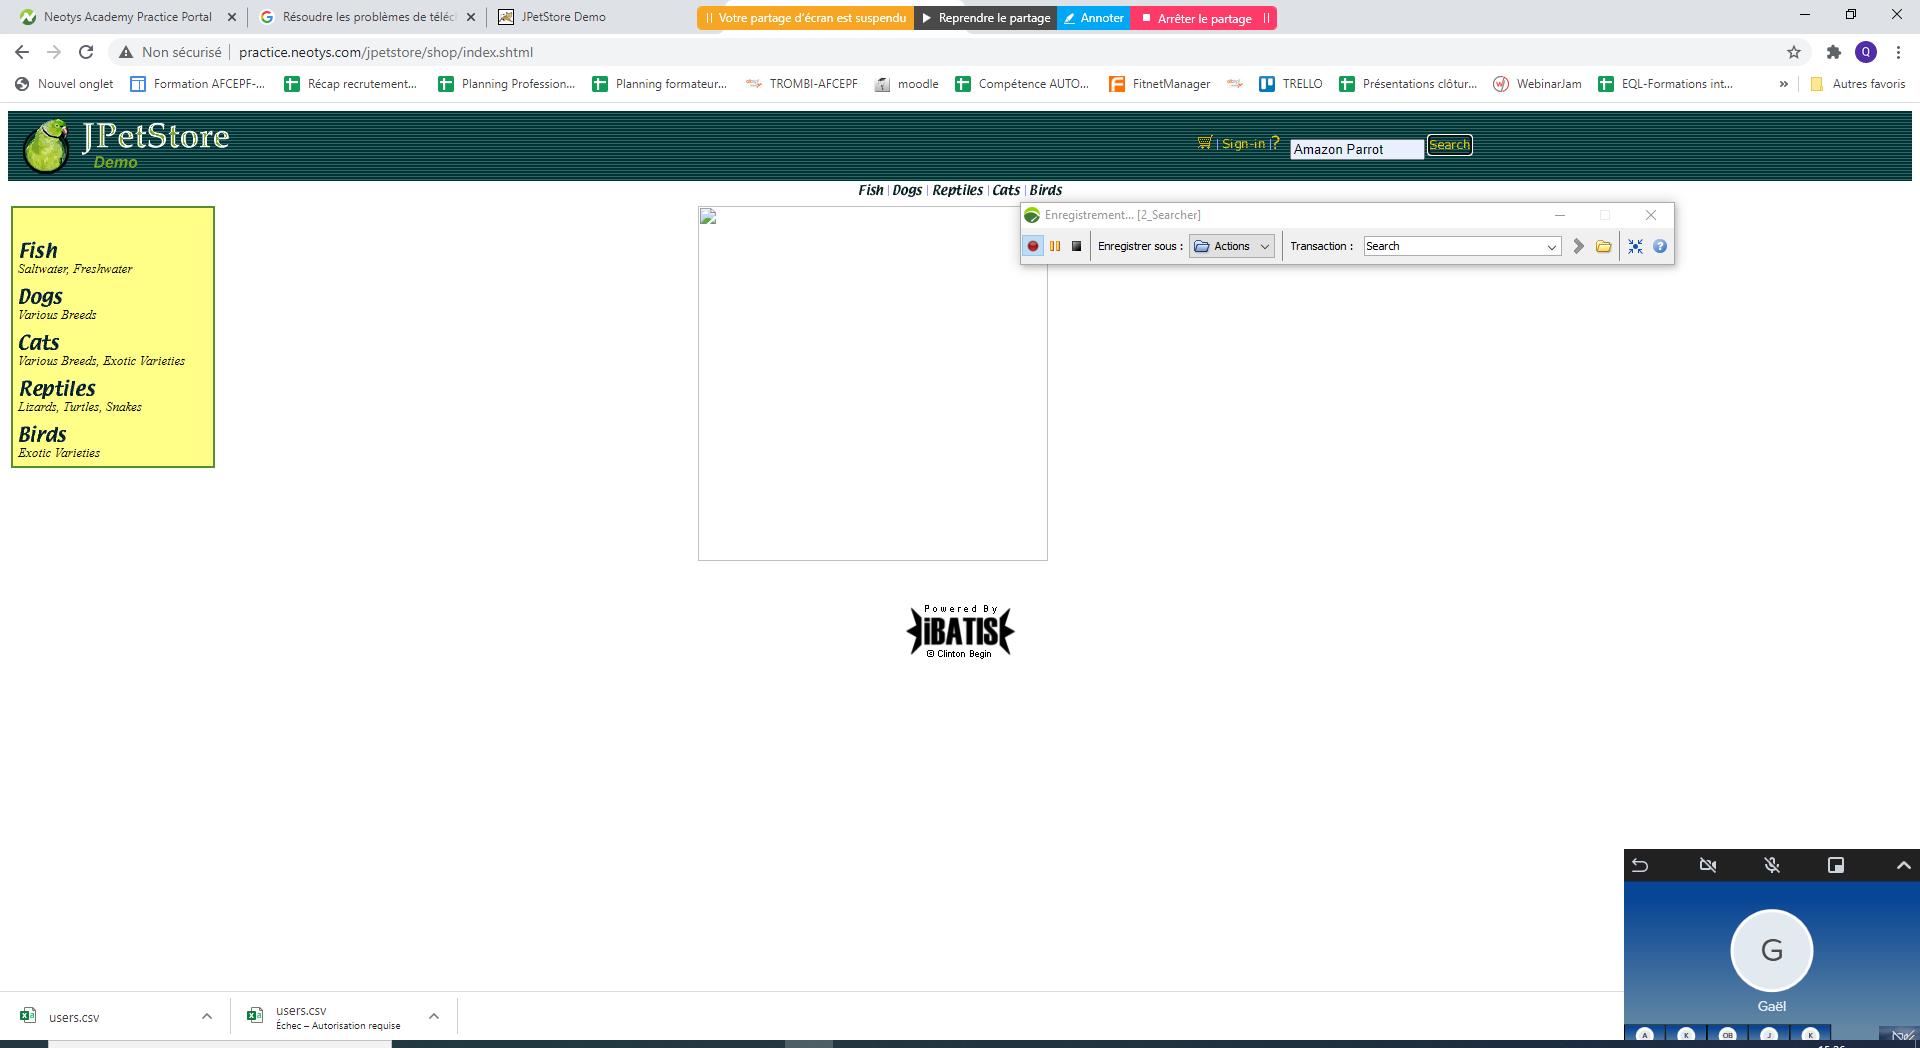 Neotys Academy Practice Portal
Résoudre les problèmes de téléch
JPetStore Demo
Votre partage d'écran est suspendu
Reprendre le partage
Annoter
Arrêter le partage
Non sécurisé
practice.neotys.com/jpetstore/shop/index.shtml
Q
Nouvel onglet
Formation AFCEPF-...
Récap recrutement...
Planning Profession...
Planning formateur...
TROMBI-AFCEPF
moodle
Compétence AUTO...
FitnetManager
TRELLO
Présentations clôtur...
WebinarJam
EQL-Formations int...
»
Autres favoris
JPetStore
Demo
| Sign-in | ?
Amazon Parrot
Search
Fish | Dogs | Reptiles | Cats | Birds
Enregistrement... [2_Searcher]
Enregistrer sous :
Actions
Transaction :
Search
Fish
Saltwater, Freshwater
Dogs
Various Breeds
Cats
Various Breeds, Exotic Varieties
Reptiles
Lizards, Turtles, Snakes
Birds
Exotic Varieties
Powered By
iBATIS
© Clinton Begin
G
Gaël
A
K
OB
J
K
users.csv
users.csv
Échec – Autorisation requise